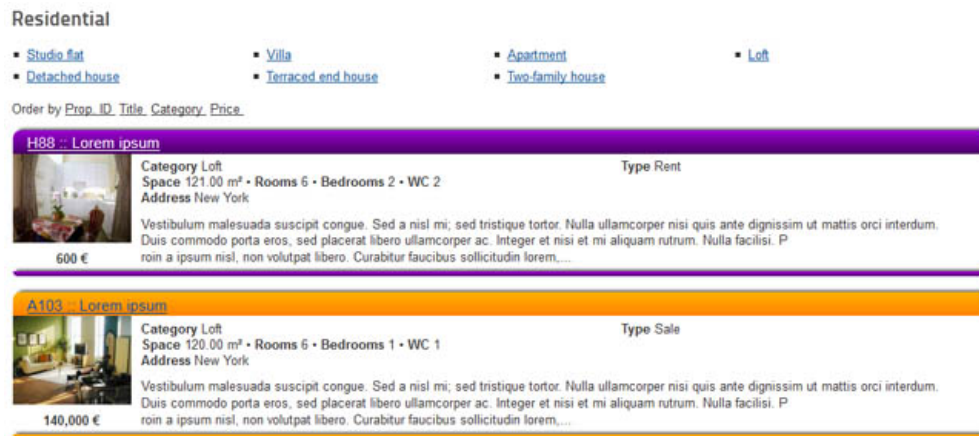 Residential
Studio flat
Villa
Apartment
Loft
Detached house
Terraced end house
Two-family house
Order by Prop. ID Title Category Price
H88 :: Lorem ipsum
Category Loft
Type Rent
Space 121.00 m² • Rooms 6 • Bedrooms 2 • WC 2
Address New York
Vestibulum malesuada suscipit congue. Sed a nisl mi; sed tristique tortor. Nulla ullamcorper nisi quis ante dignissim ut mattis orci interdum.
Duis commodo porta eros, sed placerat libero ullamcorper ac. Integer et nisi et mi aliquam rutrum. Nulla facilisi. P
roin a ipsum nisl, non volutpat libero. Curabitur faucibus sollicitudin lorem,...
600 €
A103 :: Lorem ipsum
Category Loft
Type Sale
Space 120.00 m² • Rooms 6 • Bedrooms 1 • WC 1
Address New York
Vestibulum malesuada suscipit congue. Sed a nisl mi; sed tristique tortor. Nulla ullamcorper nisi quis ante dignissim ut mattis orci interdum.
Duis commodo porta eros, sed placerat libero ullamcorper ac. Integer et nisi et mi aliquam rutrum. Nulla facilisi. P
roin a ipsum nisl, non volutpat libero. Curabitur faucibus sollicitudin lorem,...
140,000 €